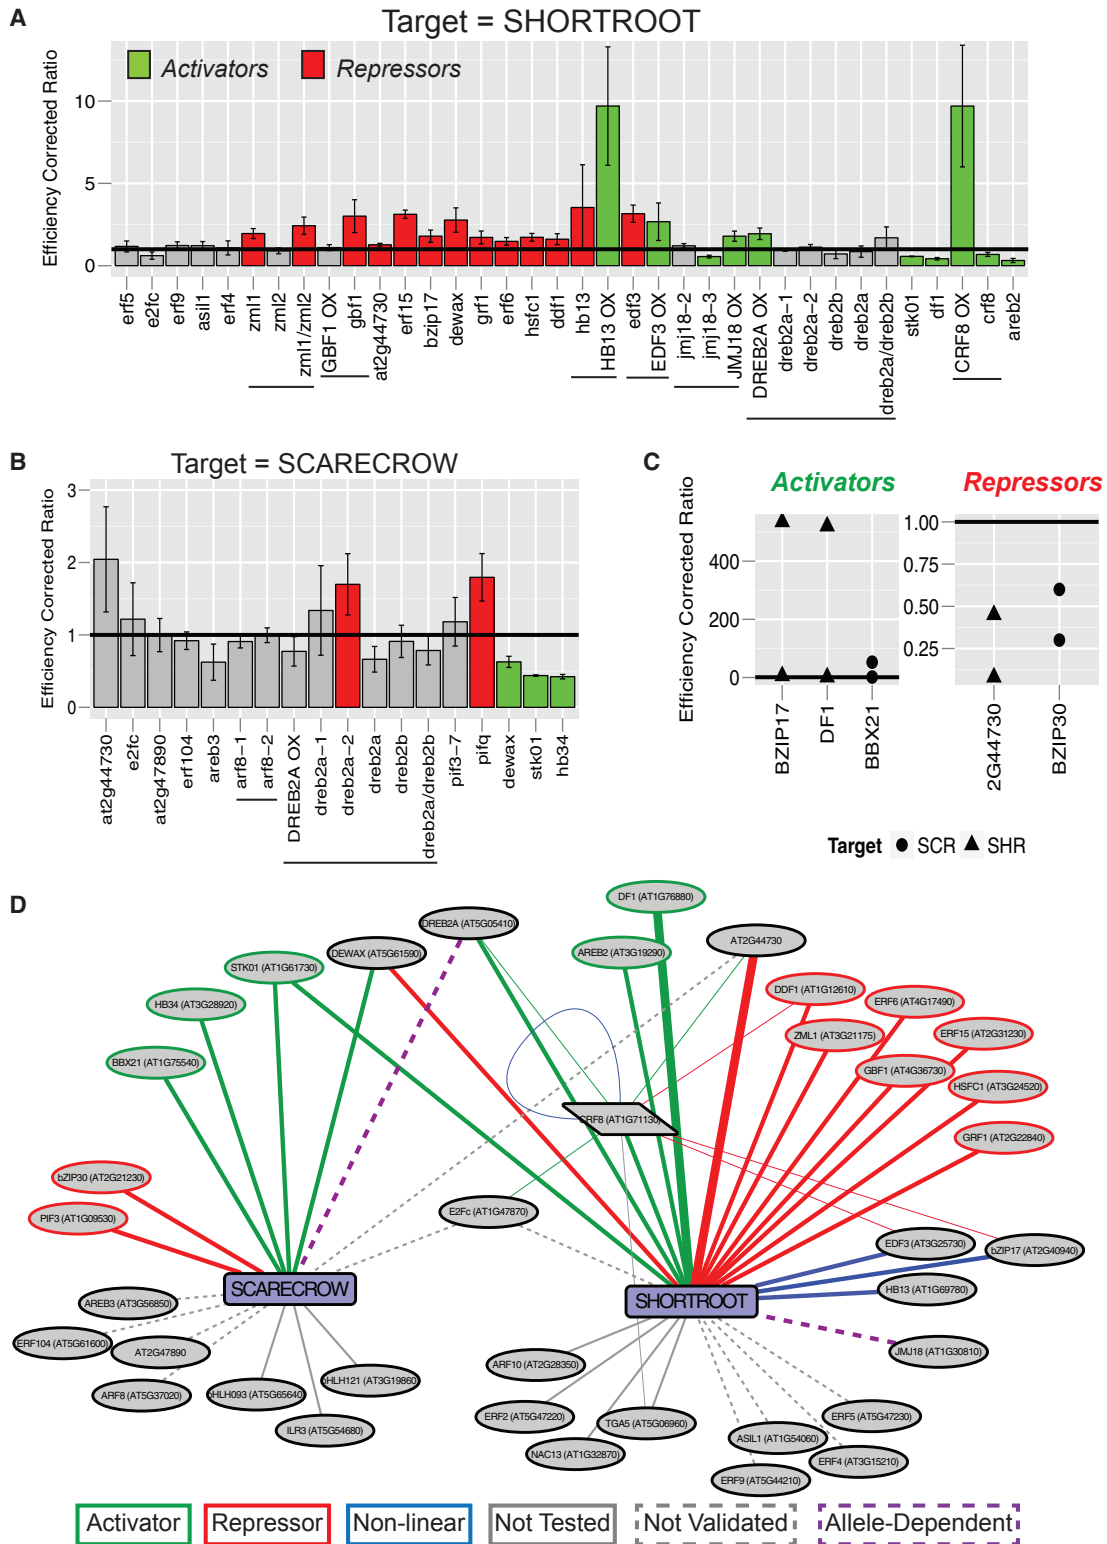 A
Target = SHORTROOT
Activators
Repressors
Efficiency Corrected Ratio
10
5
0
erf5
e2fc
erf9
asil1
erf4
zml1
zml2
zml1/zml2
GBF1 OX
gbf1
at2g44730
erf15
bzip17
dewax
grf1
erf6
hsfc1
ddf1
hb13
HB13 OX
edf3
EDF3 OX
jmj18-2
jmj18-3
JMJ18 OX
DREB2A OX
dreb2a-1
dreb2a-2
dreb2b
dreb2a
dreb2a/dreb2b
stk01
df1
CRF8 OX
crf8
areb2
B
Target = SCARECROW
Efficiency Corrected Ratio
3
2
1
0
at2g44730
e2fc
at2g47890
erf104
areb3
arf8-1
arf8-2
DREB2A OX
dreb2a-1
dreb2a-2
dreb2a
dreb2b
dreb2a/dreb2b
pif3-7
pifq
dewax
stk01
hb34
C
Activators
Repressors
Efficiency Corrected Ratio
400
200
0
BZIP17
DF1
BBX21
1.00
0.75
0.50
0.25
2G44730
BZIP30
Target SCR SHR
D
DF1 (AT1G76880)
DREB2A (AT5G05410)
AREB2 (AT3G19290)
AT2G44730
DEWAX (AT5G61590)
STK01 (AT1G61730)
DDF1 (AT1G12610)
ERF6 (AT4G17490)
HB34 (AT3G28920)
ZML1 (AT3G21175)
ERF15 (AT2G31230)
BBX21 (AT1G75540)
GBF1 (AT4G36730)
HSFC1 (AT3G24520)
CRF8 (AT1G71130)
GRF1 (AT2G22840)
bZIP30 (AT2G21230)
PIF3 (AT1G09530)
E2Fc (AT1G47870)
EDF3 (AT3G25730)
bZIP17 (AT2G40940)
SCARECROW
SHORTROOT
HB13 (AT1G69780)
AREB3 (AT3G56850)
ERF104 (AT5G61600)
AT2G47890
JMJ18 (AT1G30810)
ARF10 (AT2G28350)
ARF8 (AT5G37020)
bHLH093 (AT5G65640)
bHLH121 (AT3G19860)
ILR3 (AT5G54680)
ERF2 (AT5G47220)
TGA5 (AT5G06960)
ERF5 (AT5G47230)
ASIL1 (AT1G54060)
NAC13 (AT1G32870)
ERF4 (AT3G15210)
ERF9 (AT5G44210)
Activator
Repressor
Non-linear
Not Tested
Not Validated
Allele-Dependent